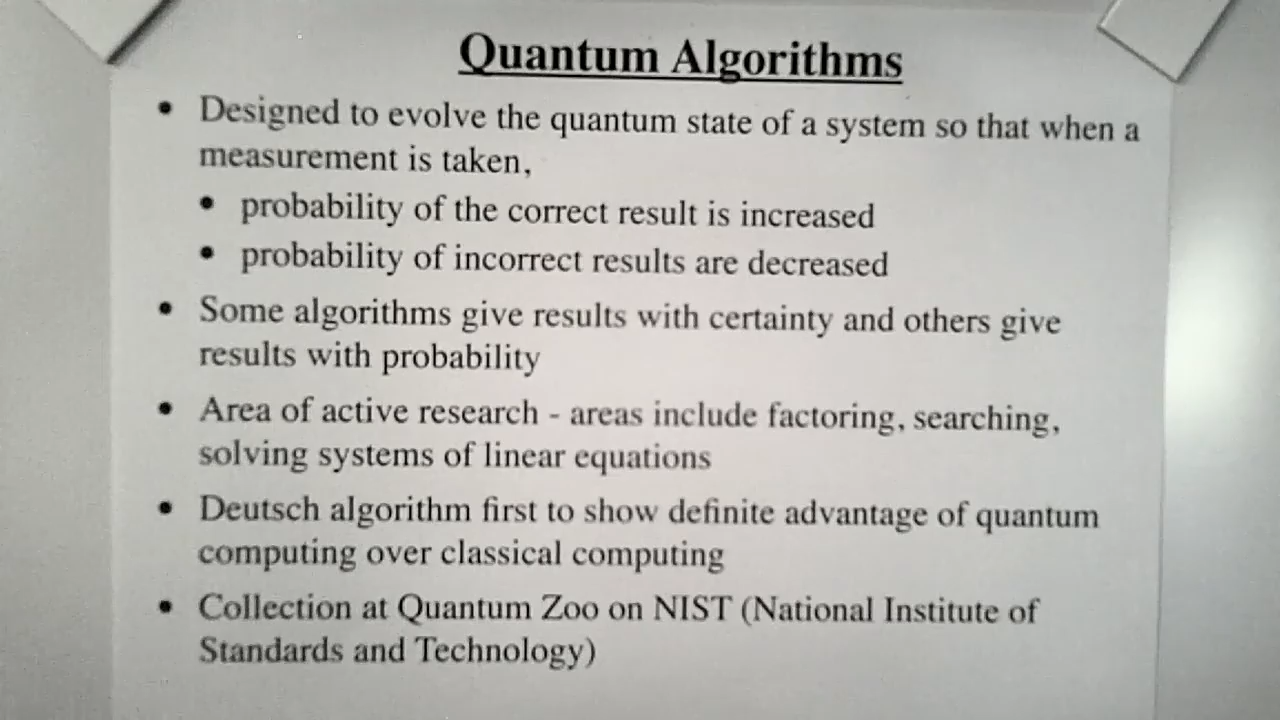 Quantum Algorithms
• Designed to evolve the quantum state of a system so that when a
measurement is taken,
• probability of the correct result is increased
• probability of incorrect results are decreased
• Some algorithms give results with certainty and others give
results with probability
• Area of active research - areas include factoring, searching,
solving systems of linear equations
• Deutsch algorithm first to show definite advantage of quantum
computing over classical computing
• Collection at Quantum Zoo on NIST (National Institute of
Standards and Technology)